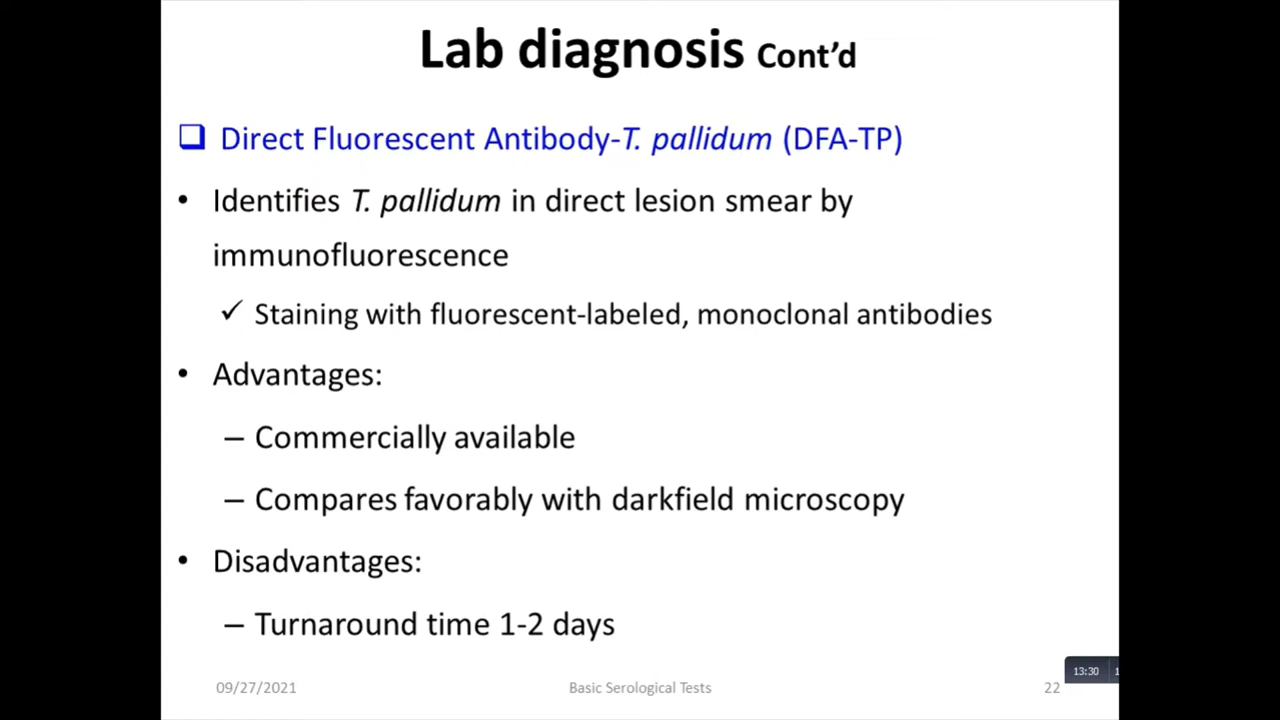 Lab diagnosis Cont’d
❑ Direct Fluorescent Antibody-T. pallidum (DFA-TP)
• Identifies T. pallidum in direct lesion smear by
immunofluorescence
✓ Staining with fluorescent-labeled, monoclonal antibodies
• Advantages:
– Commercially available
– Compares favorably with darkfield microscopy
• Disadvantages:
– Turnaround time 1-2 days
13:30
09/27/2021 Basic Serological Tests 22